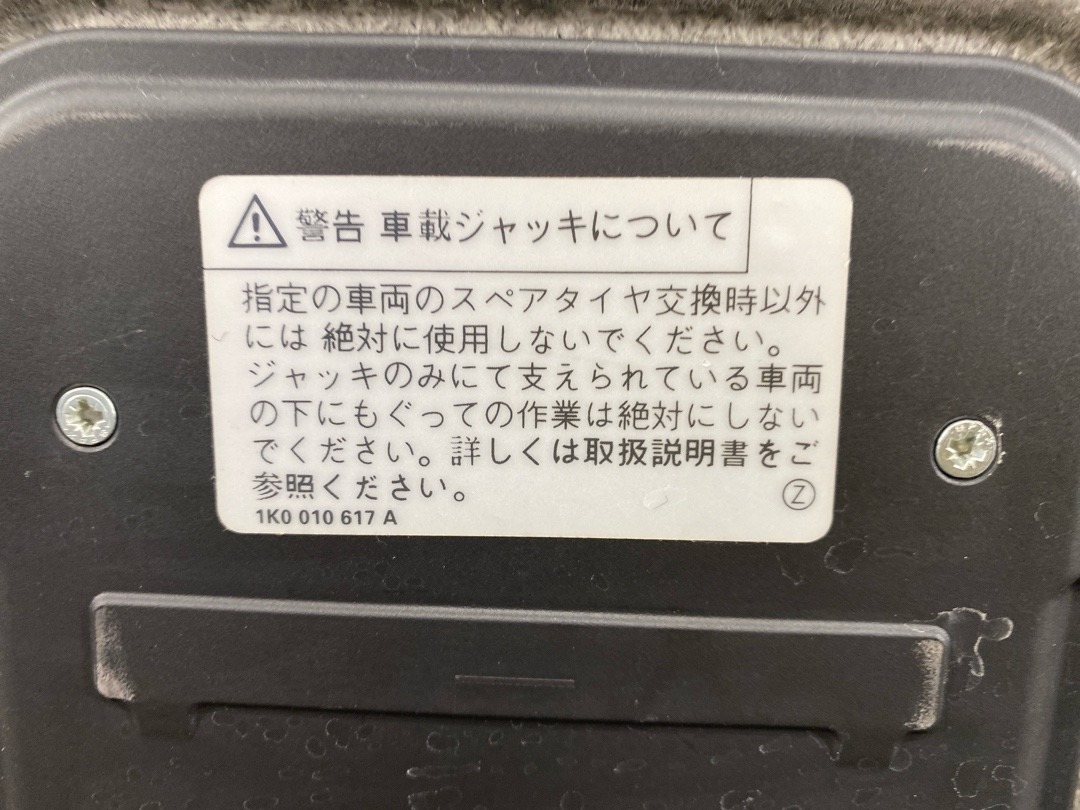 警告 車載ジャッキについて
指定の車両のスペアタイヤ交換時以外
には 絶対に使用しないでください。
ジャッキのみにて支えられている車両
の下にもぐっての作業は絶対にしない
でください。詳しくは取扱説明書をご
参照ください。
Ⓩ
1K0 010 617 A